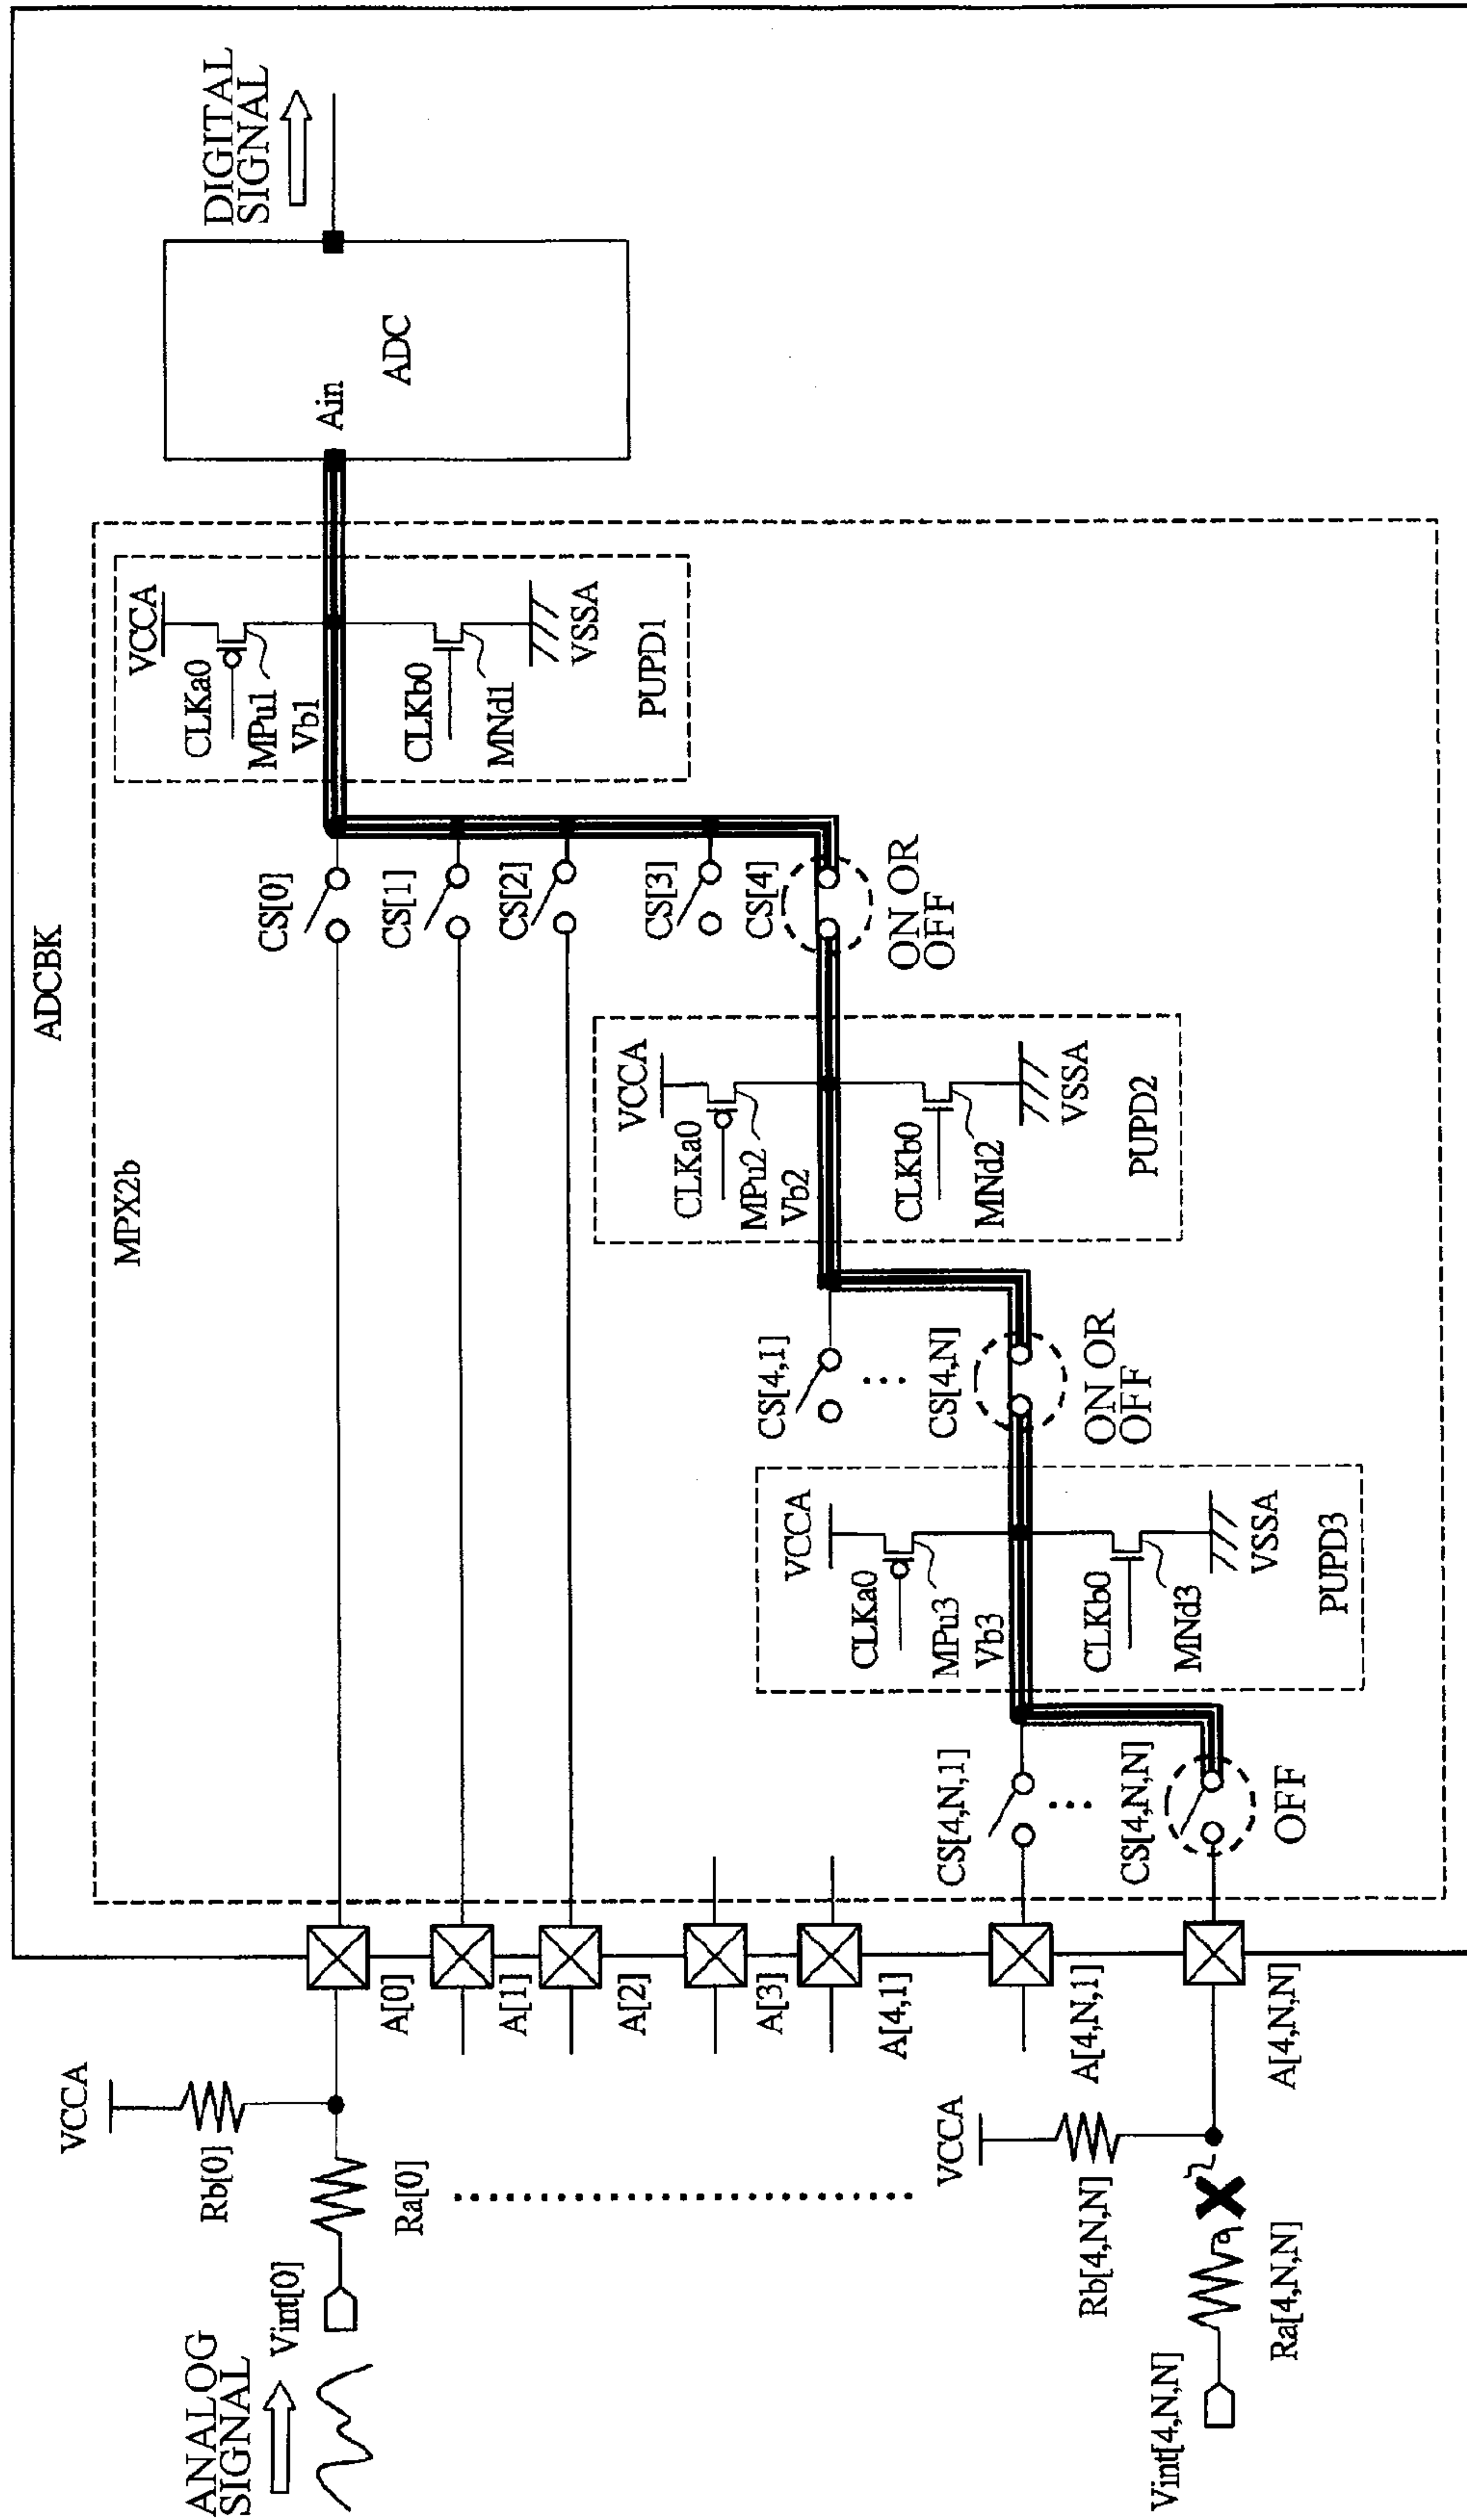 ADCBK
MPX2b
ANALOG
SIGNAL
Vint[0]
VCCA
Rb[0]
Ra[0]
A[0]
A[1]
A[2]
A[3]
A[4,1]
A[4,N,1]
A[4,N,N]
VCCA
Rb[4,N,N]
Ra[4,N,N]
Vint[4,N,N]
CS[4,N,1]
CS[4,N,N]
OFF
VCCA
CLKa0
MPu3
Vb3
CLKb0
MNd3
VSSA
PUPD3
CS[4,1]
CS[4,N]
ON OR
OFF
VCCA
CLKa0
MPu2
Vb2
CLKb0
MNd2
VSSA
PUPD2
CS[0]
CS[1]
CS[2]
CS[3]
CS[4]
ON OR
OFF
VCCA
CLKa0
MPu1
Vb1
CLKb0
MNd1
VSSA
PUPD1
Ain
ADC
DIGITAL
SIGNAL